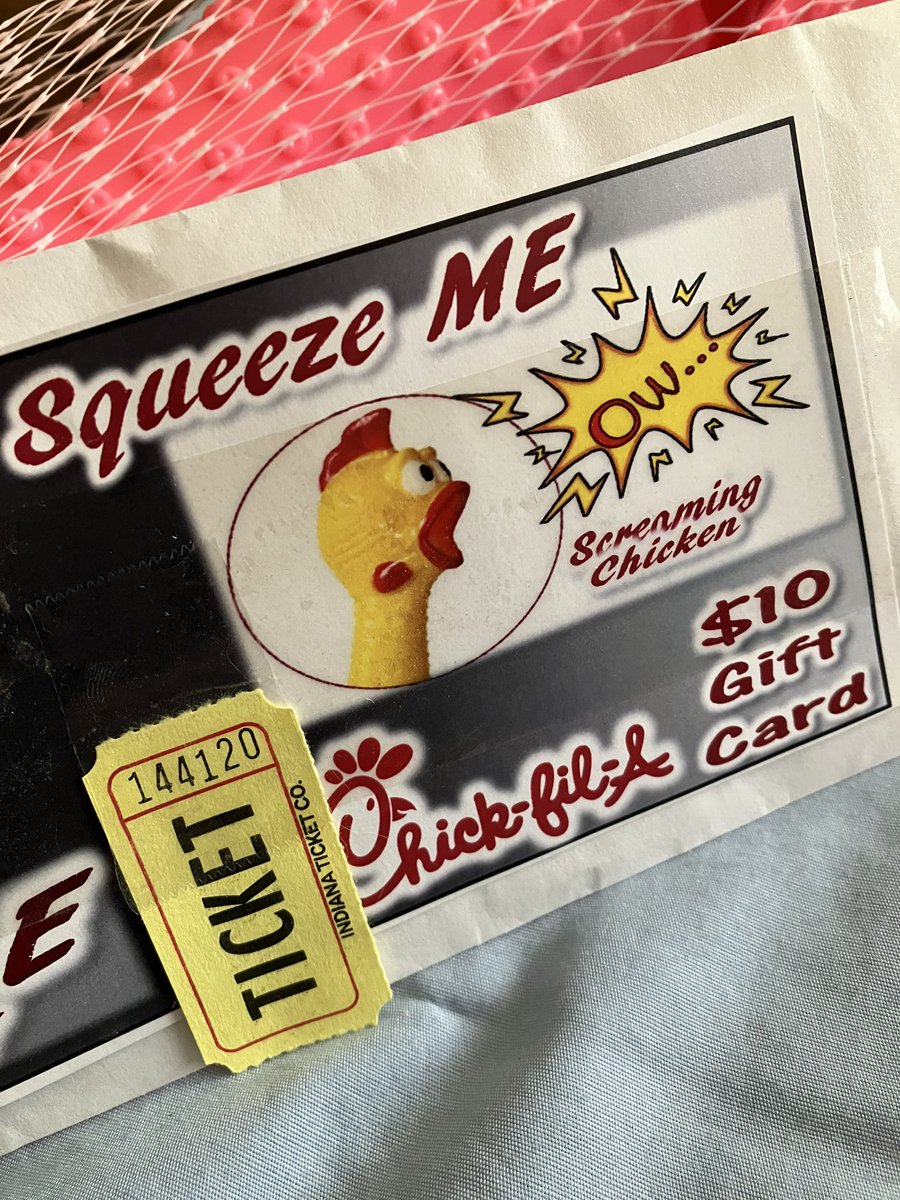 Squeeze ME
OW...
Screaming
Chicken
$10
Gift
Card
Chick-fil-A
144120
TICKET
INDIANA TICKET CO.
E